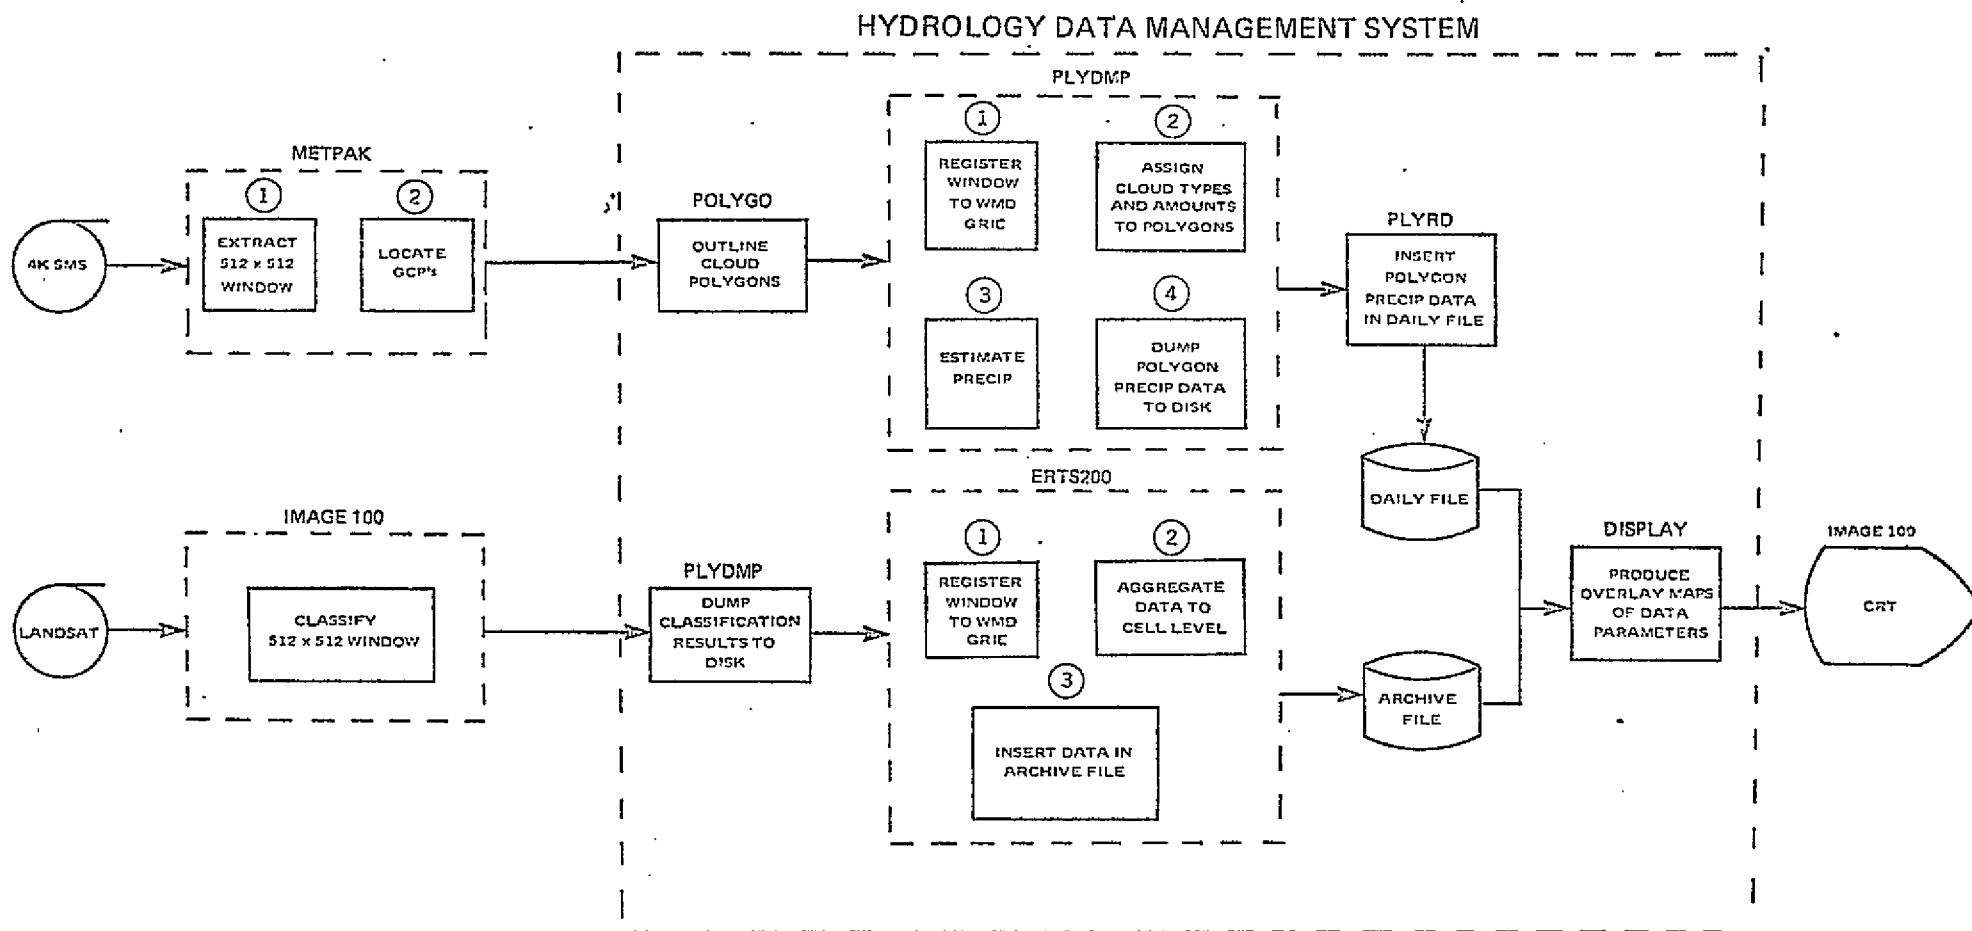 HYDROLOGY DATA MANAGEMENT SYSTEM
METPAK
1
2
4K SMS
EXTRACT
512 x 512
WINDOW
LOCATE
GCP's
POLYGO
OUTLINE
CLOUD
POLYGONS
PLYDMP
1
2
REGISTER
WINDOW
TO WMD
GRIE
ASSIGN
CLOUD TYPES
AND AMOUNTS
TO POLYGONS
3
4
ESTIMATE
PRECIP
DUMP
POLYGON
PRECIP DATA
TO DISK
PLYRD
INSERT
POLYGON
PRECIP DATA
IN DAILY FILE
DAILY FILE
IMAGE 100
LANDSAT
CLASSIFY
512 x 512 WINDOW
PLYDMP
DUMP
CLASSIFICATION
RESULTS TO
DISK
ERTS200
1
2
REGISTER
WINDOW
TO WMD
GRIE
AGGREGATE
DATA TO
CELL LEVEL
3
INSERT DATA IN
ARCHIVE FILE
ARCHIVE
FILE
DISPLAY
PRODUCE
OVERLAY MAPS
OF DATA
PARAMETERS
IMAGE 100
CRT